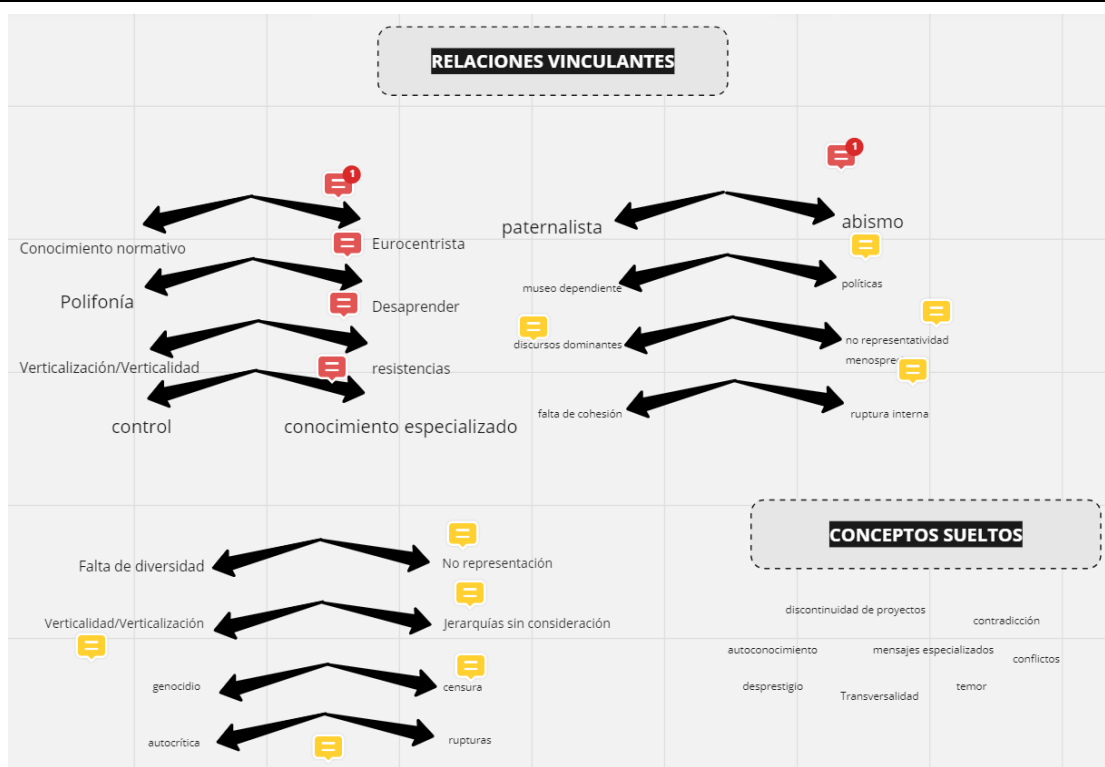 RELACIONES VINCULANTES
1
1
Conocimiento normativo
Eurocentrista
Polifonía
Desaprender
Verticalización/Verticalidad
resistencias
control
conocimiento especializado
paternalista
abismo
museo dependiente
políticas
discursos dominantes
no representatividad
falta de cohesión
ruptura interna
Falta de diversidad
No representación
Verticalidad/Verticalización
Jerarquías sin consideración
genocidio
censura
autocrítica
rupturas
CONCEPTOS SUELTOS
discontinuidad de proyectos
contradicción
autoconocimiento
mensajes especializados
conflictos
desprestigio
Transversalidad
temor